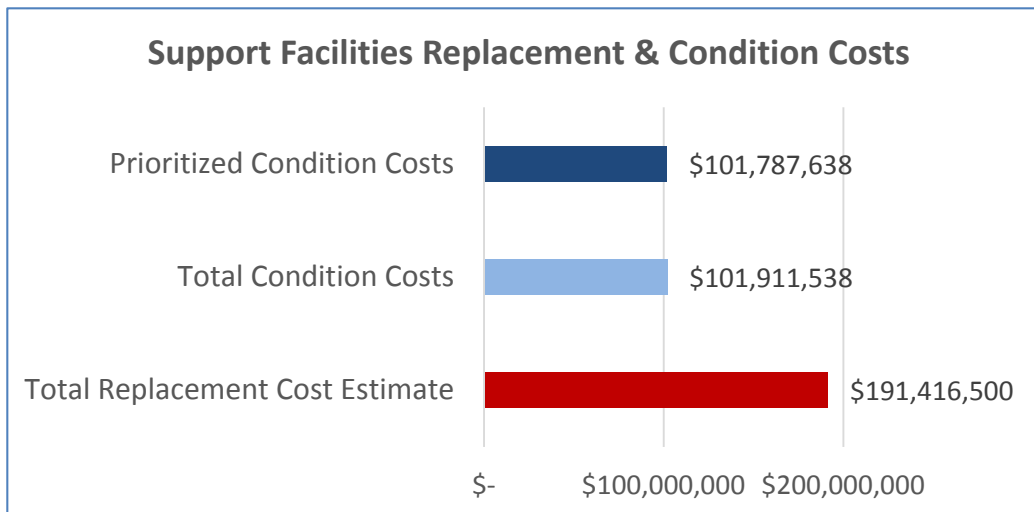 Support Facilities Replacement & Condition Costs
Prioritized Condition Costs $101,787,638
Total Condition Costs $101,911,538
Total Replacement Cost Estimate $191,416,500
$- $100,000,000 $200,000,000